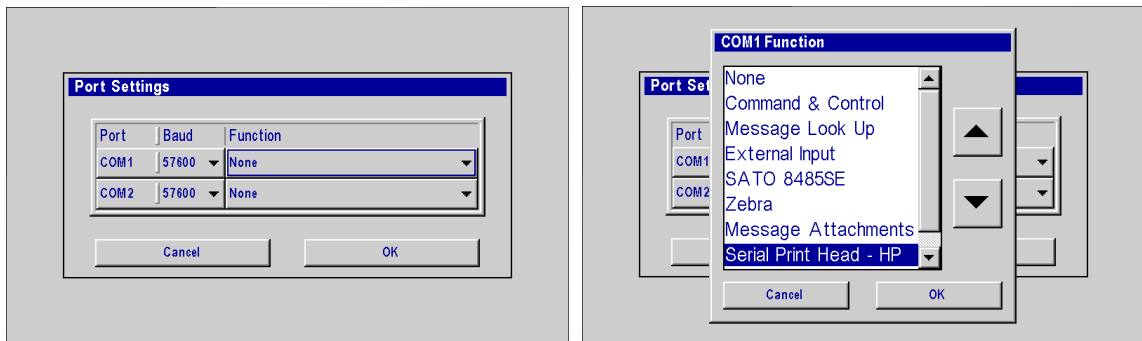 Port Settings
Port Baud Function
COM1 57600 None
COM2 57600 None
Cancel OK
COM1 Function
Port Set
Port
COM1
COM2
None
Command & Control
Message Look Up
External Input
SATO 8485SE
Zebra
Message Attachments
Serial Print Head - HP
Cancel OK